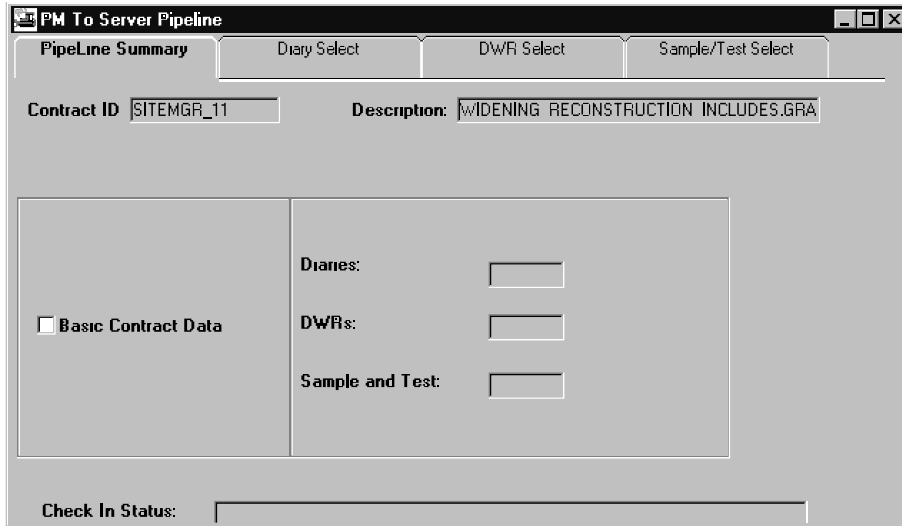 PM To Server Pipeline
PipeLine Summary Diary Select DWR Select Sample/Test Select
Contract ID SITEMGR_11 Description: WIDENING RECONSTRUCTION INCLUDES.GRA
Diaries:
Basic Contract Data DWRs:
Sample and Test:
Check In Status: